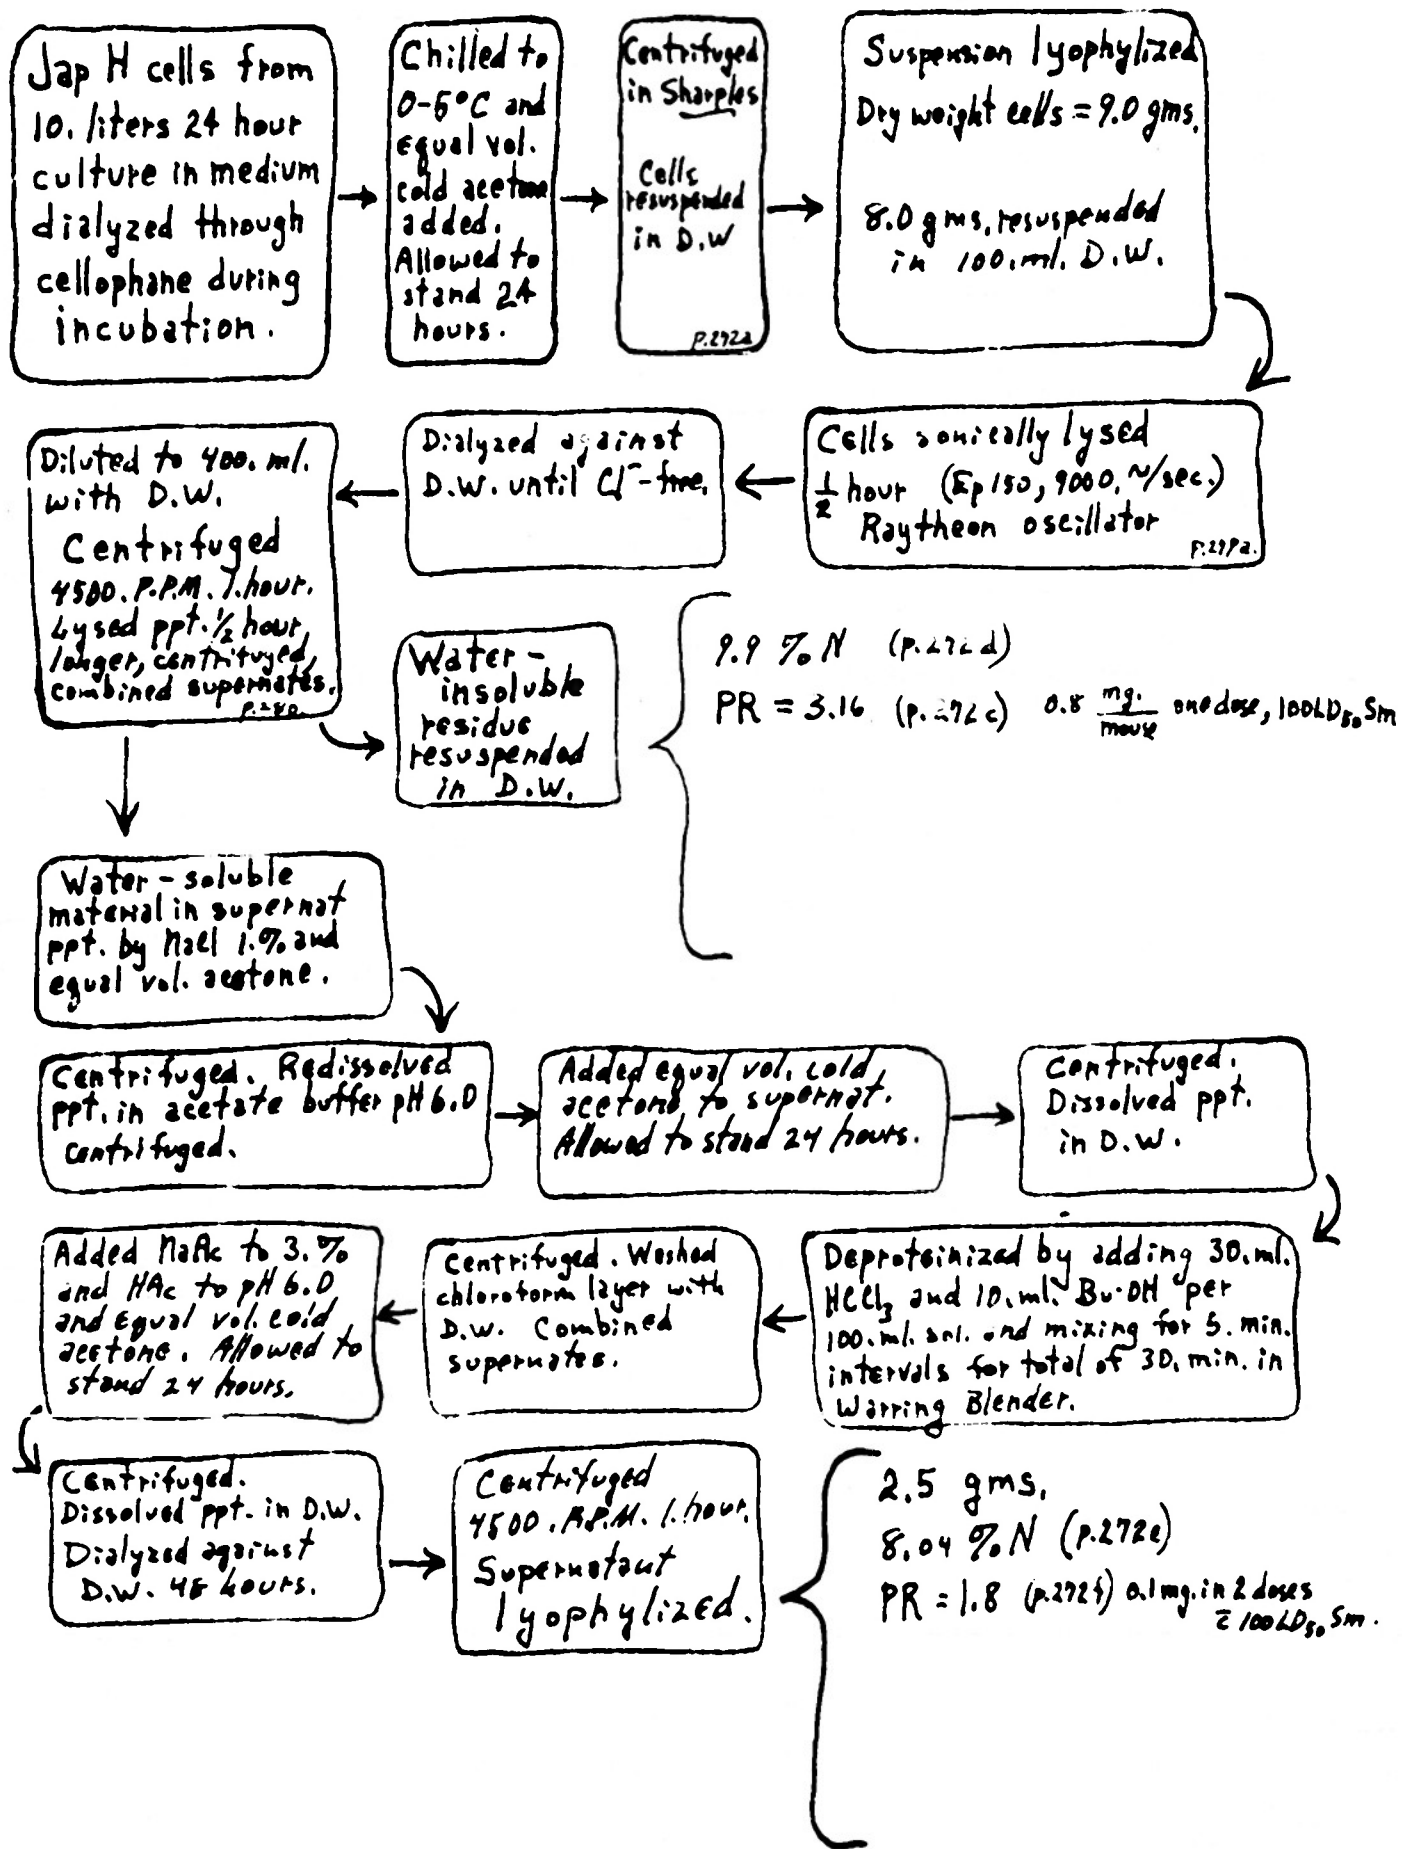 Jap H cells from
10. liters 24 hour
culture in medium
dialyzed through
cellophane during
incubation.
Chilled to
0-5°C and
equal vol.
cold acetone
added.
Allowed to
stand 24
hours.
Centrifuged
in Sharples
Cells
resuspended
in D.W
p.272a
Suspension lyophylized
Dry weight cells = 9.0 gms.
8.0 gms. resuspended
in 100. ml. D.W.
Cells sonically lysed
1/2 hour (Ep 150, 9000. ~/sec.)
Raytheon oscillator
Dialyzed against
D.W. until Cl⁻-free.
Diluted to 400. ml.
with D.W.
Centrifuged
4500. R.P.M. 1. hour.
Lysed ppt. 1/2 hour
longer, centrifuged,
combined supernates.
Water-
insoluble
residue
resuspended
in D.W.
9.9 % N (p.272d)
PR = 3.16 (p.272c) 0.8 mg./mouse one dose, 100LD₅₀ Sm
Water-soluble
material in supernat
ppt. by NaCl 1.% and
equal vol. acetone.
Centrifuged. Redissolved
ppt. in acetate buffer pH 6.0
centrifuged.
Added equal vol. cold
acetone to supernat.
Allowed to stand 24 hours.
Centrifuged.
Dissolved ppt.
in D.W.
Deproteinized by adding 30. ml.
HCCl₃ and 10. ml. Bu·OH per
100. ml. sol. and mixing for 5. min.
intervals for total of 30. min. in
Warring Blender.
Centrifuged. Washed
chloroform layer with
D.W. Combined
supernates.
Added NaAc to 3.%
and HAc to pH 6.0
and Equal vol. cold
acetone. Allowed to
stand 24 hours.
Centrifuged.
Dissolved ppt. in D.W.
Dialyzed against
D.W. 48 hours.
Centrifuged
4500. R.P.M. 1. hour.
Supernatant
lyophylized.
2.5 gms.
8.04 % N (p.272e)
PR = 1.8 (p.272f) 0.1 mg. in 2 doses
c̄ 100LD₅₀ Sm.